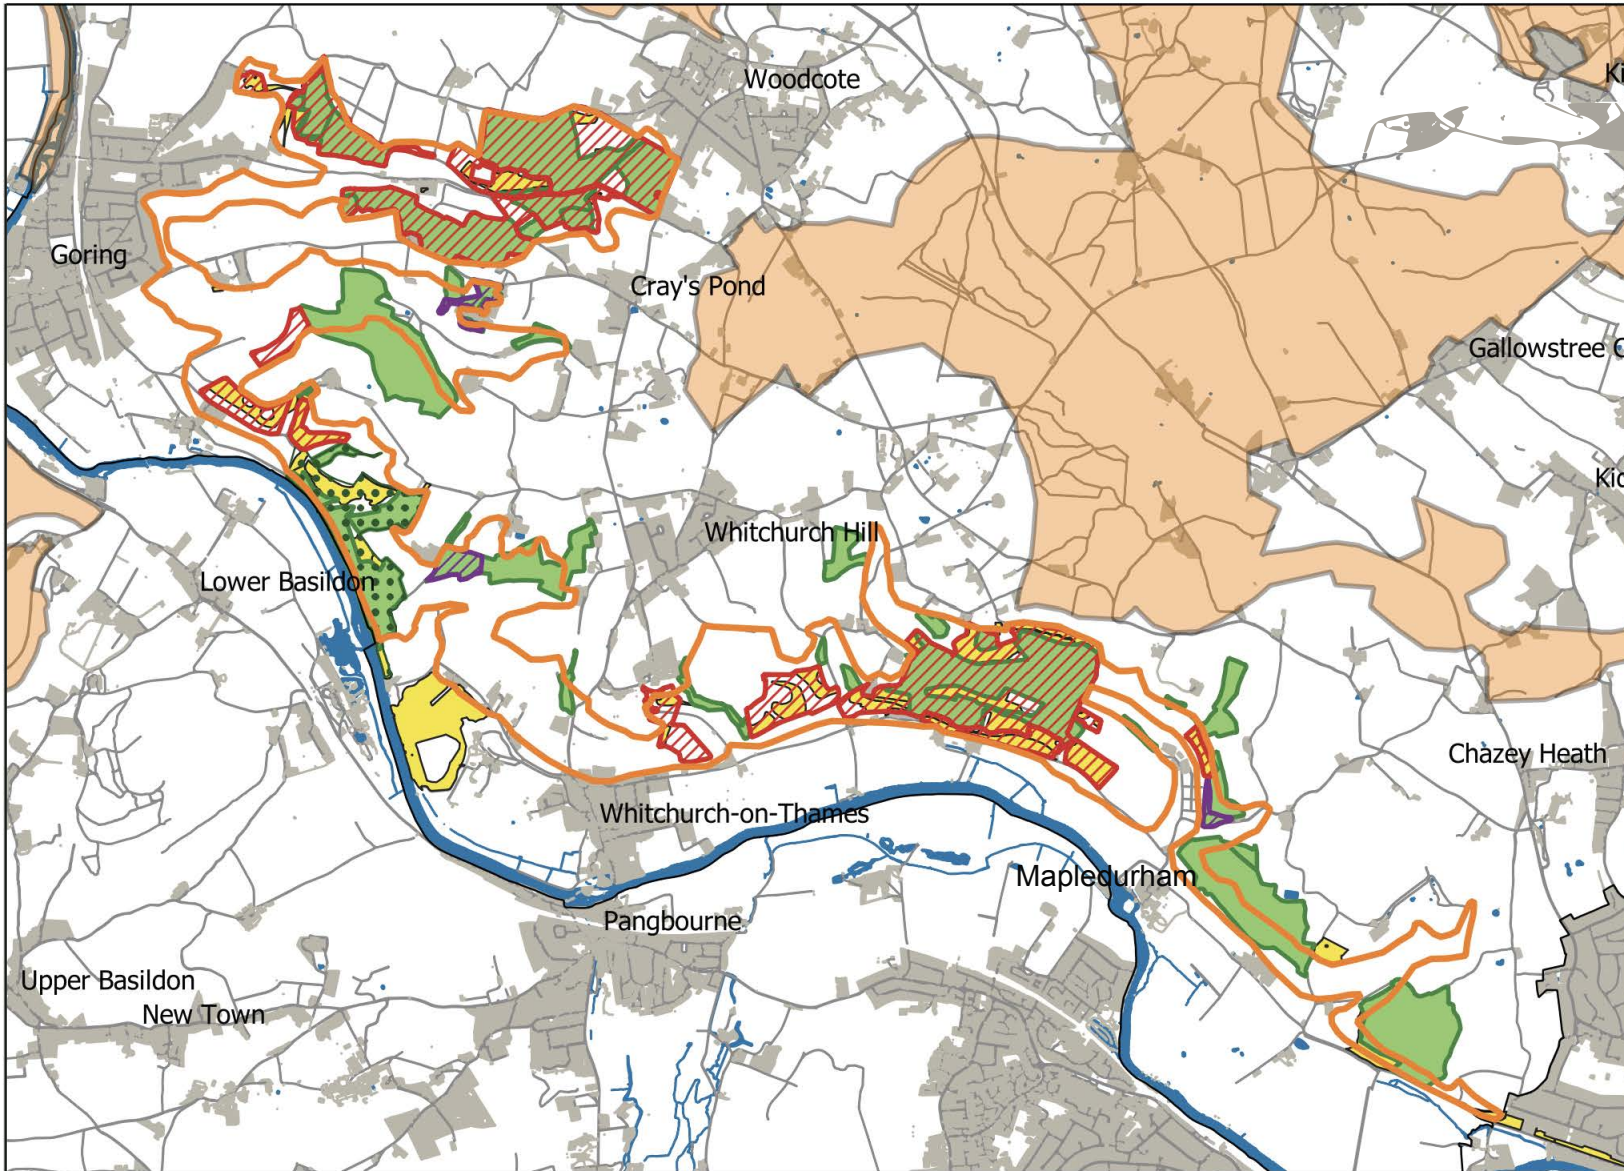 Woodcote
Goring
Cray's Pond
Gallowstree
Whitchurch Hill
Lower Basildon
Chazey Heath
Whitchurch-on-Thames
Mapledurham
Pangbourne
Upper Basildon
New Town